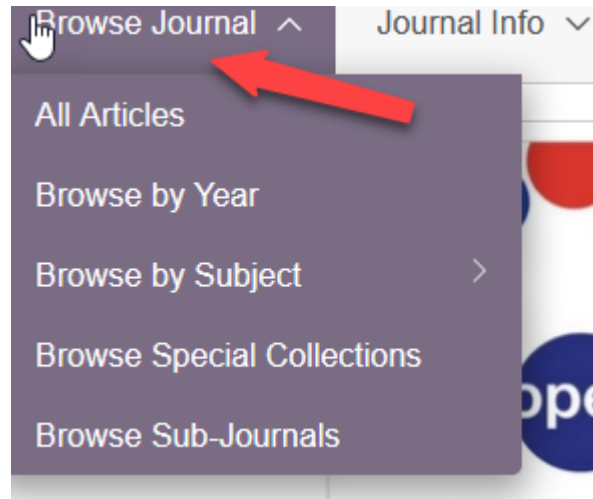 Browse Journal
Journal Info
All Articles
Browse by Year
Browse by Subject
Browse Special Collections
Browse Sub-Journals